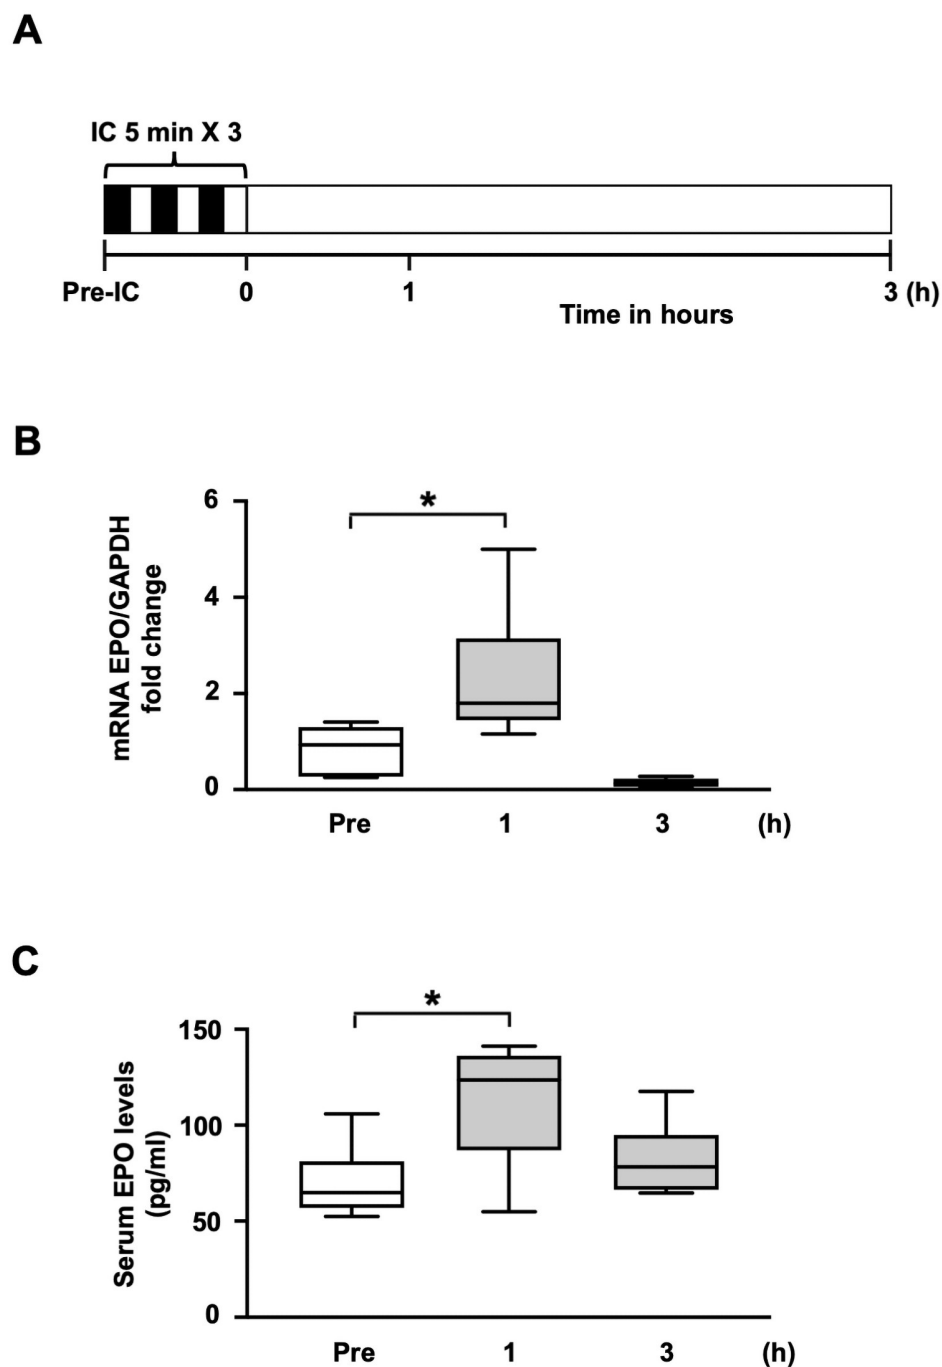 A
IC 5 min X 3
Pre-IC 0 1 3 (h)
Time in hours
B
mRNA EPO/GAPDH
fold change
6
*
4
2
0
Pre 1 3 (h)
C
Serum EPO levels
(pg/ml)
*
150
100
50
0
Pre 1 3 (h)